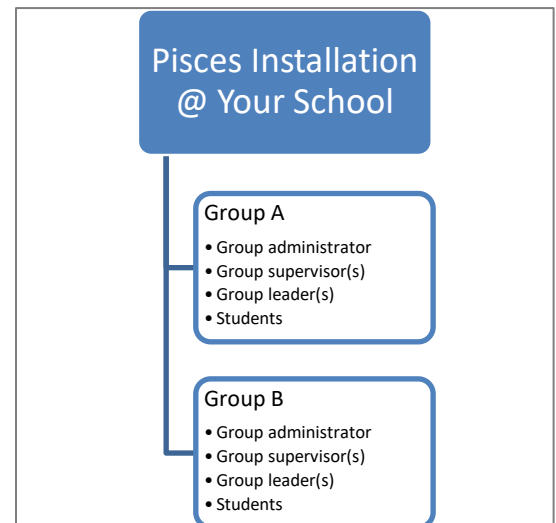 Pisces Installation
@ Your School
Group A
• Group administrator
• Group supervisor(s)
• Group leader(s)
• Students
Group B
• Group administrator
• Group supervisor(s)
• Group leader(s)
• Students